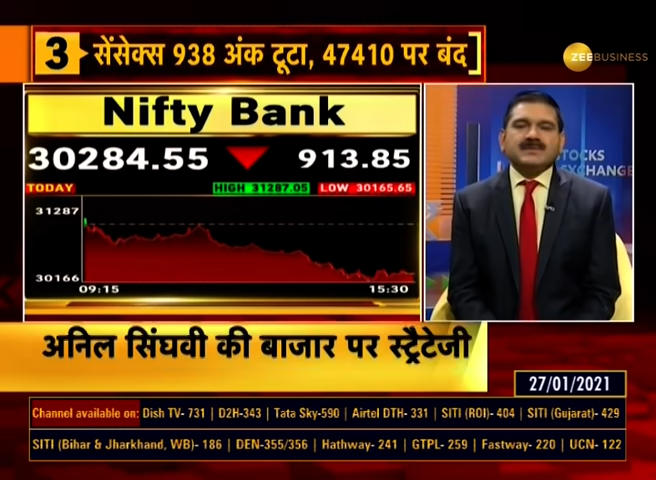 3 सेंसेक्स 938 अंक टूटा, 47410 पर बंद
ZEE BUSINESS
Nifty Bank
30284.55 913.85
TODAY HIGH 31287.05 LOW 30165.65
31287
30166
09:15 15:30
STOCKS
EXCHANGE
अनिल सिंघवी की बाजार पर स्ट्रैटेजी
27/01/2021
Channel available on: Dish TV- 731 | D2H-343 | Tata Sky-590 | Airtel DTH- 331 | SITI (ROI)- 404 | SITI (Gujarat)- 429
SITI (Bihar & Jharkhand, WB)- 186 | DEN-355/356 | Hathway- 241 | GTPL- 259 | Fastway- 220 | UCN- 122